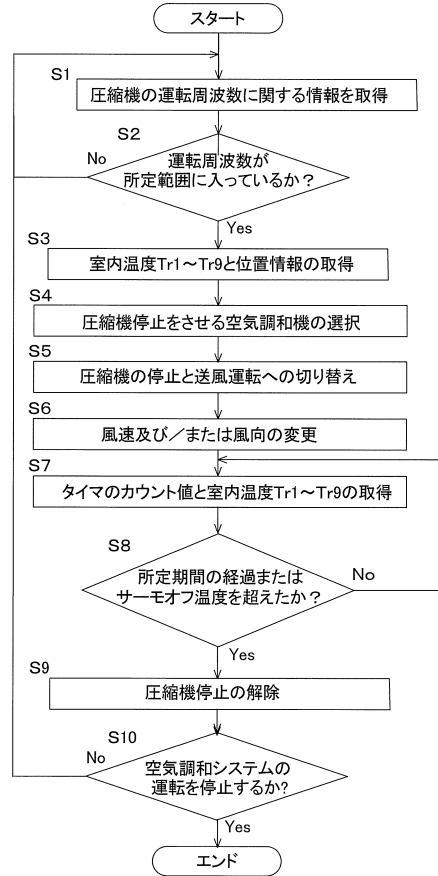 スタート
S1
圧縮機の運転周波数に関する情報を取得
S2
No
運転周波数が
所定範囲に入っているか？
Yes
S3
室内温度Tr1～Tr9と位置情報の取得
S4
圧縮機停止をさせる空気調和機の選択
S5
圧縮機の停止と送風運転への切り替え
S6
風速及び／または風向の変更
S7
タイマのカウント値と室内温度Tr1～Tr9の取得
S8
所定期間の経過または
サーモオフ温度を超えたか？
No
Yes
S9
圧縮機停止の解除
S10
No
空気調和システムの
運転を停止するか?
Yes
エンド